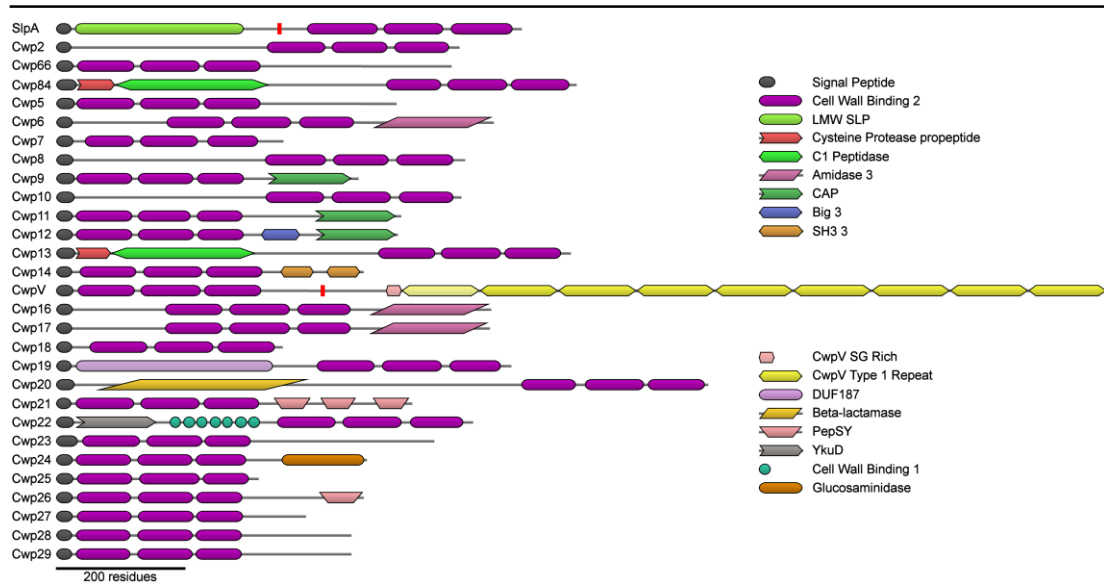 SlpA
Cwp2
Cwp66
Cwp84
Cwp5
Cwp6
Cwp7
Cwp8
Cwp9
Cwp10
Cwp11
Cwp12
Cwp13
Cwp14
CwpV
Cwp16
Cwp17
Cwp18
Cwp19
Cwp20
Cwp21
Cwp22
Cwp23
Cwp24
Cwp25
Cwp26
Cwp27
Cwp28
Cwp29
200 residues
Signal Peptide
Cell Wall Binding 2
LMW SLP
Cysteine Protease propeptide
C1 Peptidase
Amidase 3
CAP
Big 3
SH3 3
CwpV SG Rich
CwpV Type 1 Repeat
DUF187
Beta-lactamase
PepSY
YkuD
Cell Wall Binding 1
Glucosaminidase